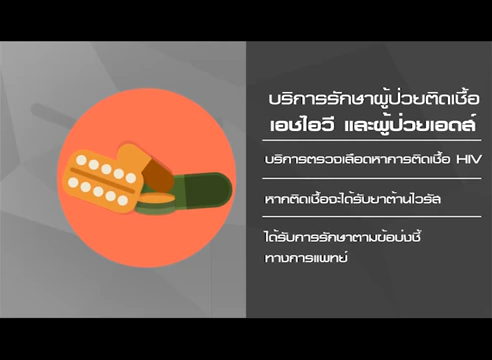 บริการรักษาผู้ป่วยติดเชื้อ
เอชไอวี และผู้ป่วยเอดส์
บริการตรวจเลือดหาการติดเชื้อ HIV
หากติดเชื้อจะได้รับยาต้านไวรัส
ได้รับการรักษาตามข้อบ่งชี้
ทางการแพทย์